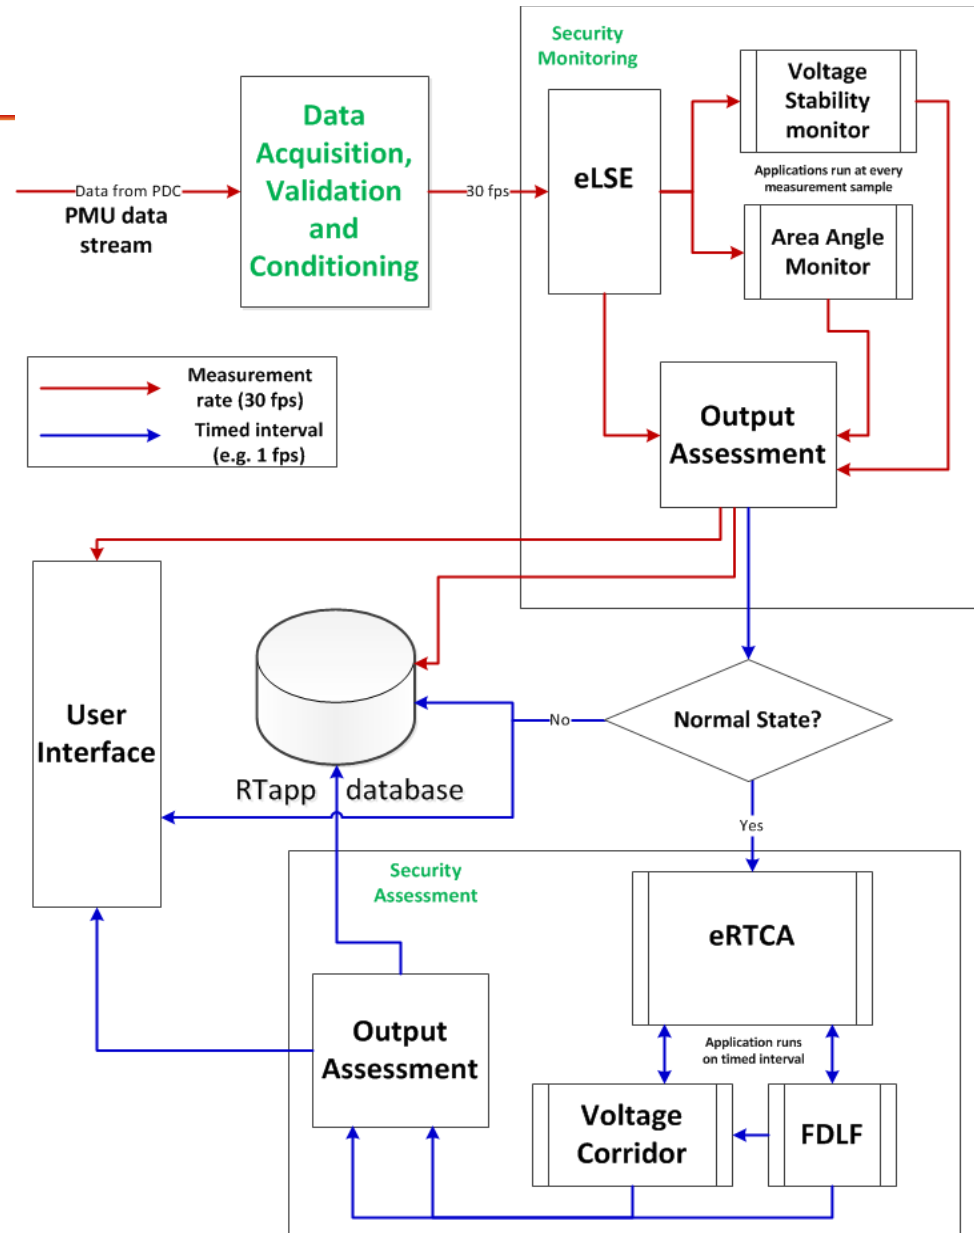 Security
Monitoring
Data
Acquisition,
Validation
and
Conditioning
Data from PDC
PMU data
stream
30 fps
eLSE
Voltage
Stability
monitor
Applications run at every
measurement sample
Area Angle
Monitor
Measurement
rate (30 fps)
Timed interval
(e.g. 1 fps)
Output
Assessment
User
Interface
RTapp database
No
Normal State?
Yes
Security
Assessment
eRTCA
Application runs
on timed interval
Output
Assessment
Voltage
Corridor
FDLF